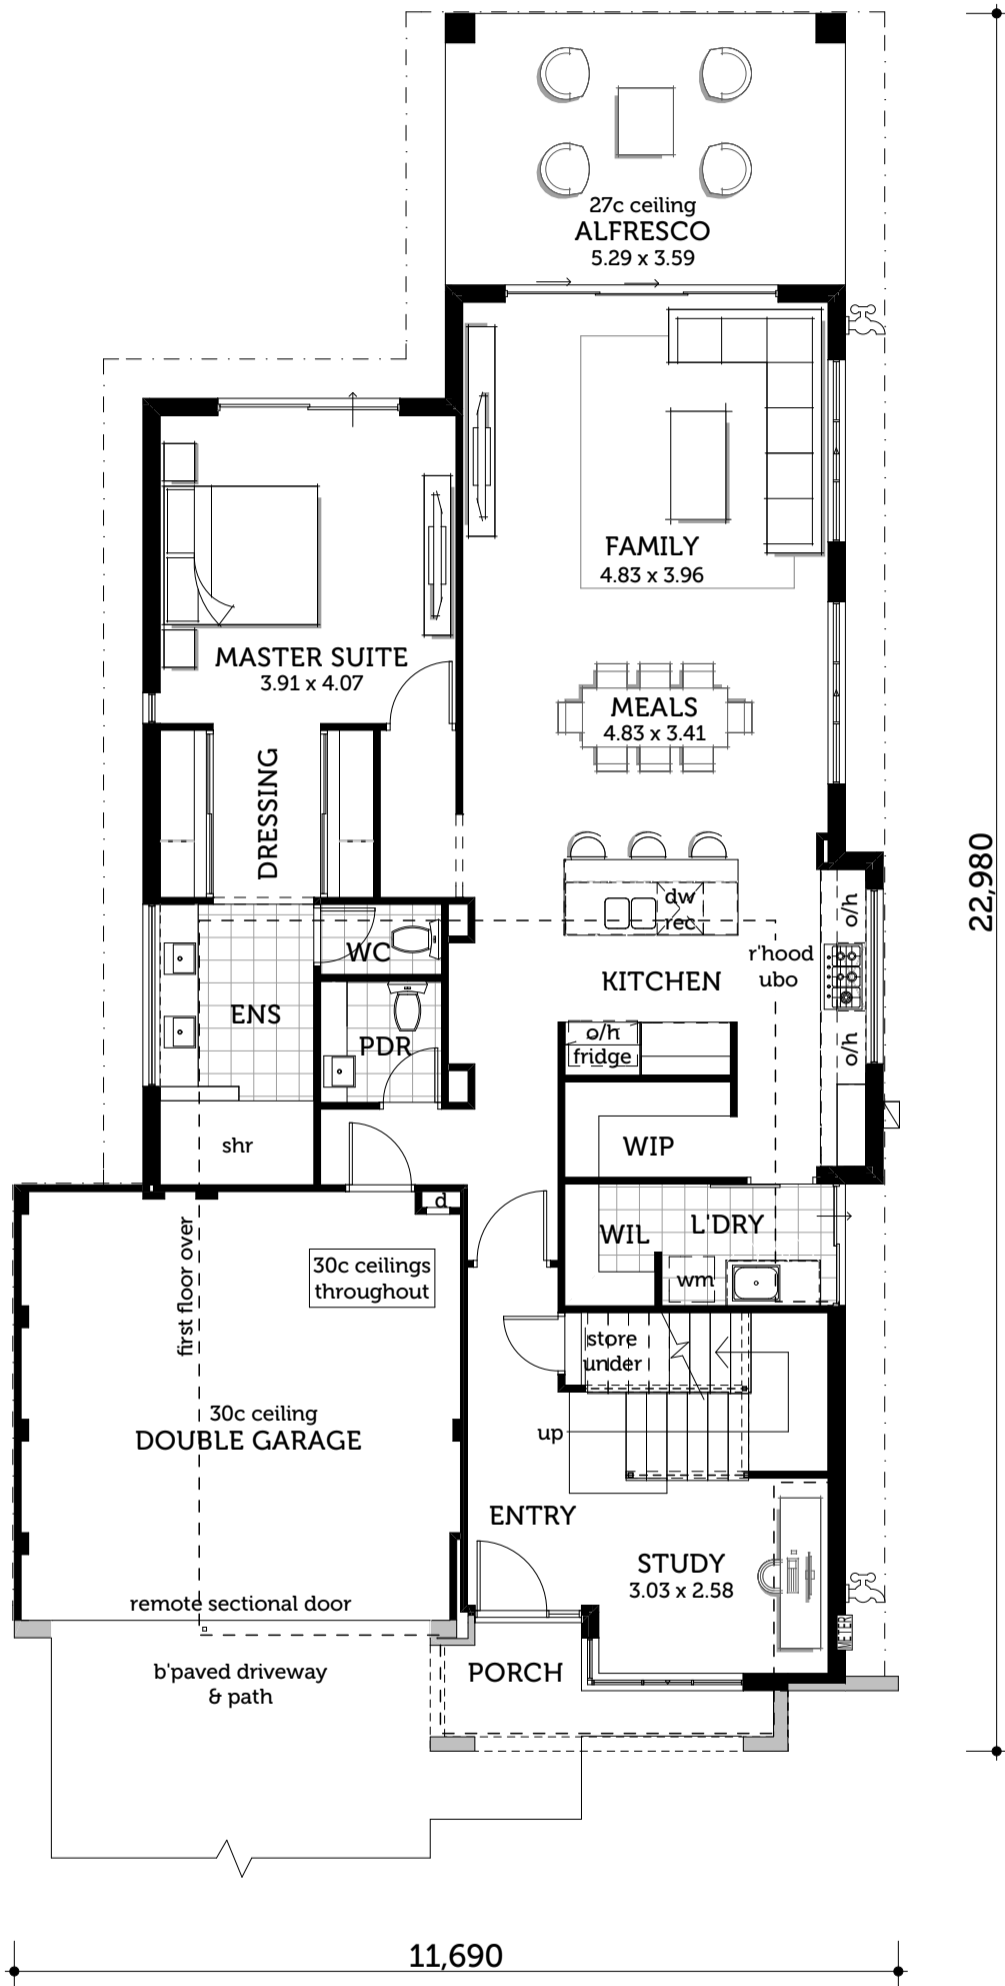 27c ceiling
ALFRESCO
5.29 x 3.59
FAMILY
4.83 x 3.96
MASTER SUITE
3.91 x 4.07
MEALS
4.83 x 3.41
DRESSING
22,980
dw
rec
o/h
WC
KITCHEN
r'hood
ubo
ENS
PDR
o/h
fridge
o/h
shr
WIP
d
WIL
L'DRY
wm
first floor over
30c ceilings
throughout
store
under
30c ceiling
DOUBLE GARAGE
up
ENTRY
STUDY
3.03 x 2.58
remote sectional door
METER
b'paved driveway
& path
PORCH
11,690